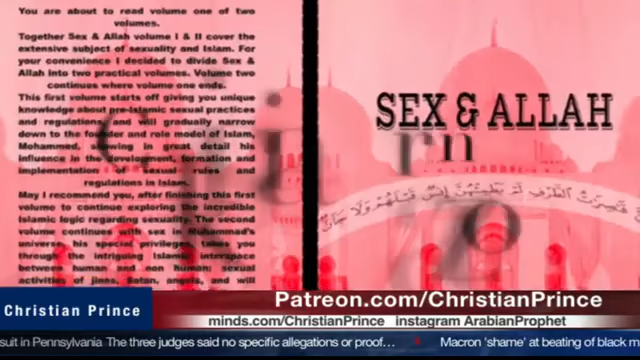 You are about to read volume one of two
volumes.
Together Sex & Allah volume I & II cover the
extensive subject of sexuality and Islam. For
your convenience I decided to divide Sex &
Allah into two practical volumes. Volume two
continues where volume one ends.
This first volume starts off giving you unique
knowledge about pre-Islamic sexual practices
and regulations, and will gradually narrow
down to the founder and role model of Islam,
Mohammed, showing in great detail his
influence in the development, formation and
implementation of sexual rules and
regulations in Islam.
May I recommend you, after finishing this first
volume to continue exploring the incredible
Islamic logic regarding sexuality. The second
volume continues with sex in Muhammad's
universe, his special privileges, takes you
through the intriguing Islamic interspace
between human and non human; sexual
activities of jinns, Satan, angels, and will
SEX & ALLAH
Christian Prince
Patreon.com/ChristianPrince
minds.com/ChristianPrince instagram ArabianProphet
suit in Pennsylvania The three judges said no specific allegations or proof... Macron 'shame' at beating of black m